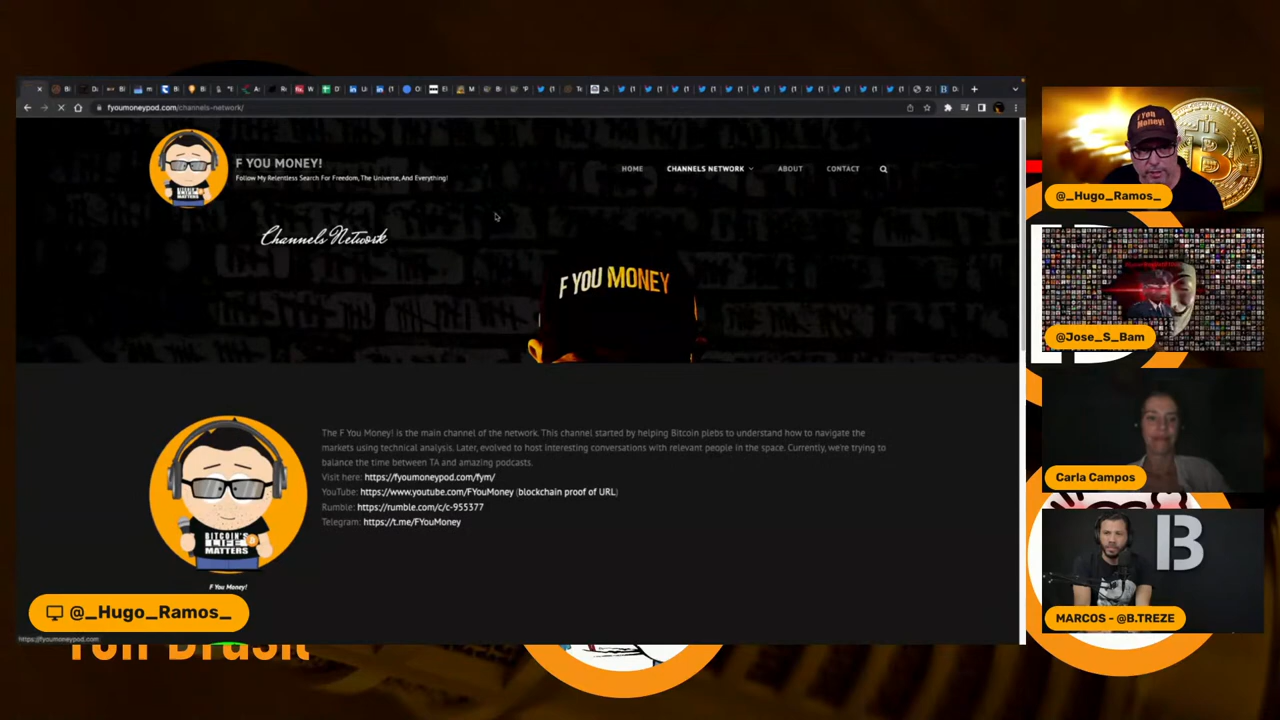 fyoumoneypod.com/channels-network/
F YOU MONEY!
Follow My Relentless Search For Freedom, The Universe, And Everything!
HOME
CHANNELS NETWORK
ABOUT
CONTACT
Channels Network
F YOU MONEY
The F You Money! is the main channel of the network. This channel started by helping Bitcoin plebs to understand how to navigate the
markets using technical analysis. Later, evolved to host interesting conversations with relevant people in the space. Currently, we're trying to
balance the time between TA and amazing podcasts.
Visit here: https://fyoumoneypod.com/fym/
YouTube: https://www.youtube.com/FYouMoney (blockchain proof of URL)
Rumble: https://rumble.com/c/c-955377
Telegram: https://t.me/FYouMoney
BITCOIN'S
LIFE
MATTERS
F You Money!
@_Hugo_Ramos_
https://fyoumoneypod.com
F You
Money!
@_Hugo_Ramos_
@Jose_S_Bam
Carla Campos
B
MARCOS - @B.TREZE